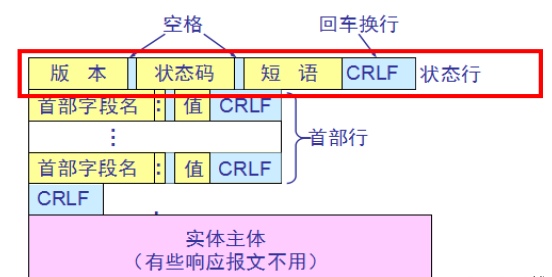 空格 回车换行
版 本 状态码 短 语 CRLF 状态行
首部字段名 : 值 CRLF
⋮
首部行
首部字段名 : 值 CRLF
CRLF
实体主体
（有些响应报文不用）